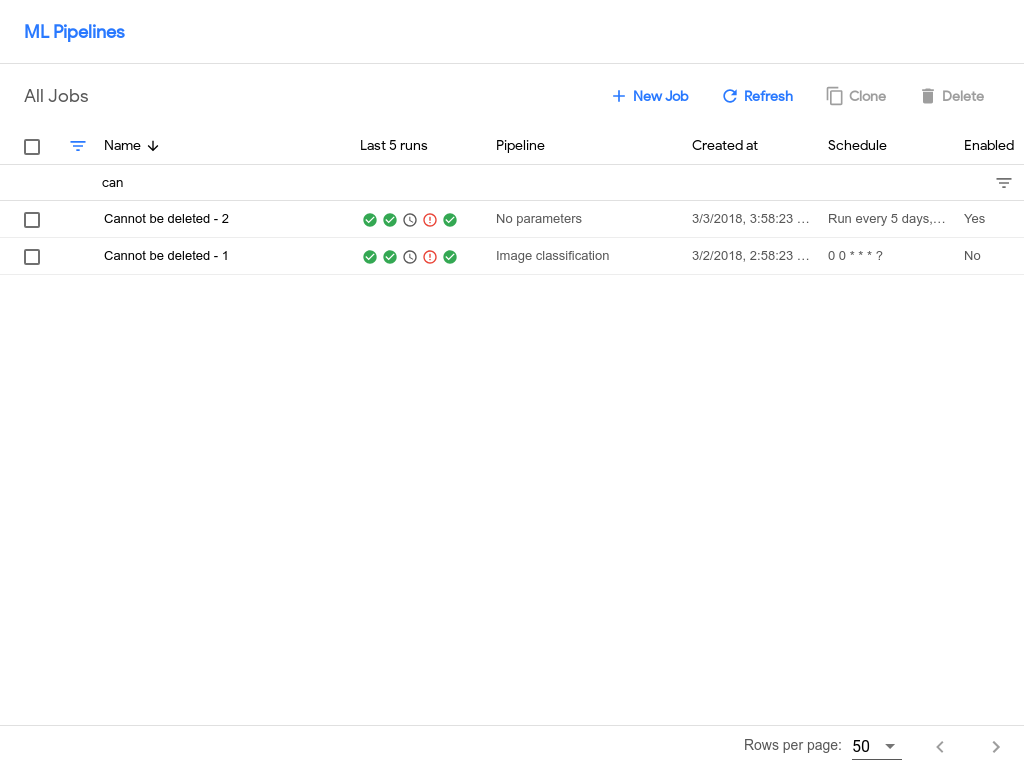 ML Pipelines
All Jobs New Job Refresh Clone Delete
Name Last 5 runs Pipeline Created at Schedule Enabled
can
Cannot be deleted - 2 No parameters 3/3/2018, 3:58:23 … Run every 5 days,… Yes
Cannot be deleted - 1 Image classification 3/2/2018, 2:58:23 … 0 0 * * * ? No
Rows per page: 50